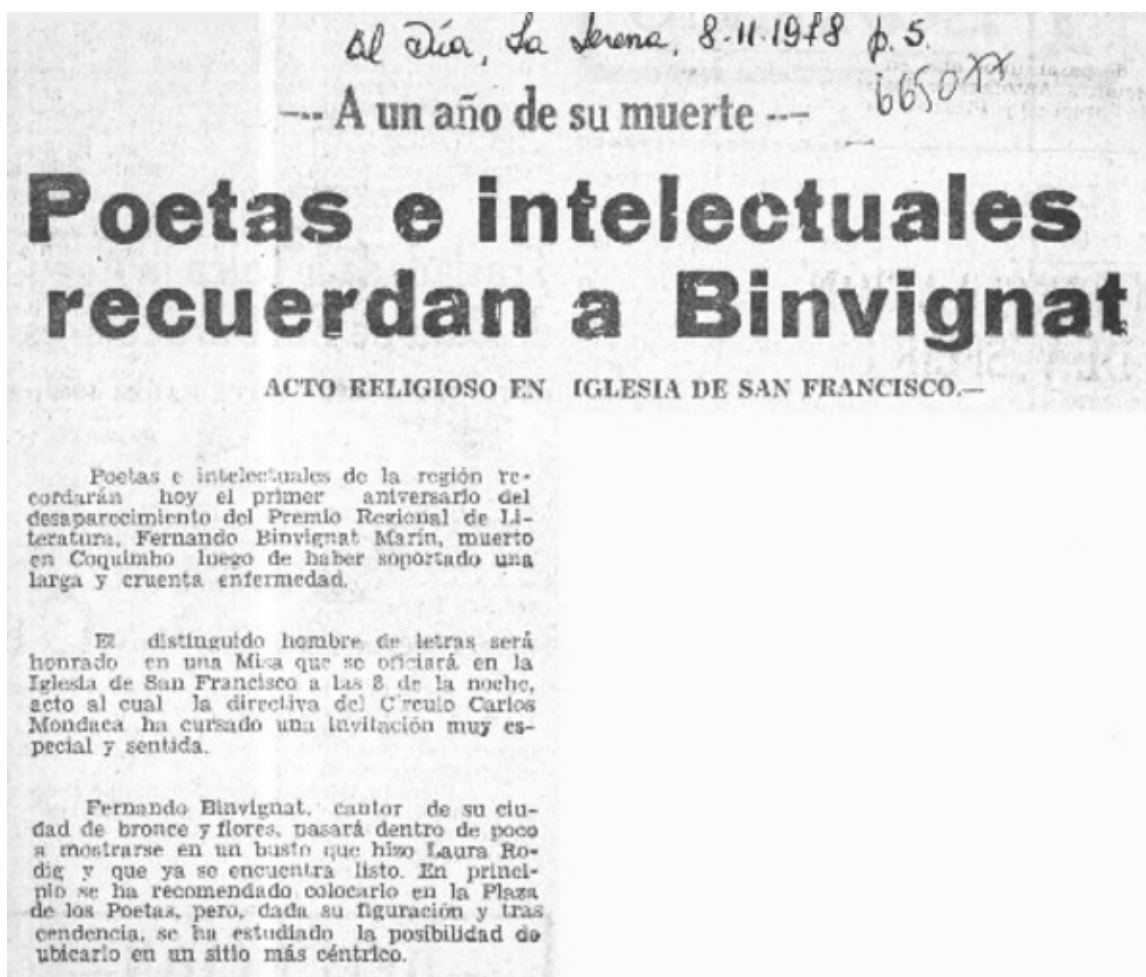 El Día, La Serena, 8-11-1978 p. 5.
665077
--- A un año de su muerte ---
Poetas e intelectuales
recuerdan a Binvignat
ACTO RELIGIOSO EN IGLESIA DE SAN FRANCISCO.—
Poetas e intelectuales de la región re-
cordarán hoy el primer aniversario del
desaparecimiento del Premio Regional de Li-
teratura, Fernando Binvignat Marín, muerto
en Coquimbo luego de haber soportado una
larga y cruenta enfermedad.
El distinguido hombre de letras será
honrado en una Misa que se oficiará en la
Iglesia de San Francisco a las 8 de la noche,
acto al cual la directiva del Círculo Carlos
Mondaca ha cursado una invitación muy es-
pecial y sentida.
Fernando Binvignat, cantor de su ciu-
dad de bronce y flores, pasará dentro de poco
a mostrarse en un busto que hizo Laura Ro-
dig y que ya se encuentra listo. En princi-
pio se ha recomendado colocarlo en la Plaza
de los Poetas, pero, dada su figuración y tras
cendencia, se ha estudiado la posibilidad de
ubicarlo en un sitio más céntrico.